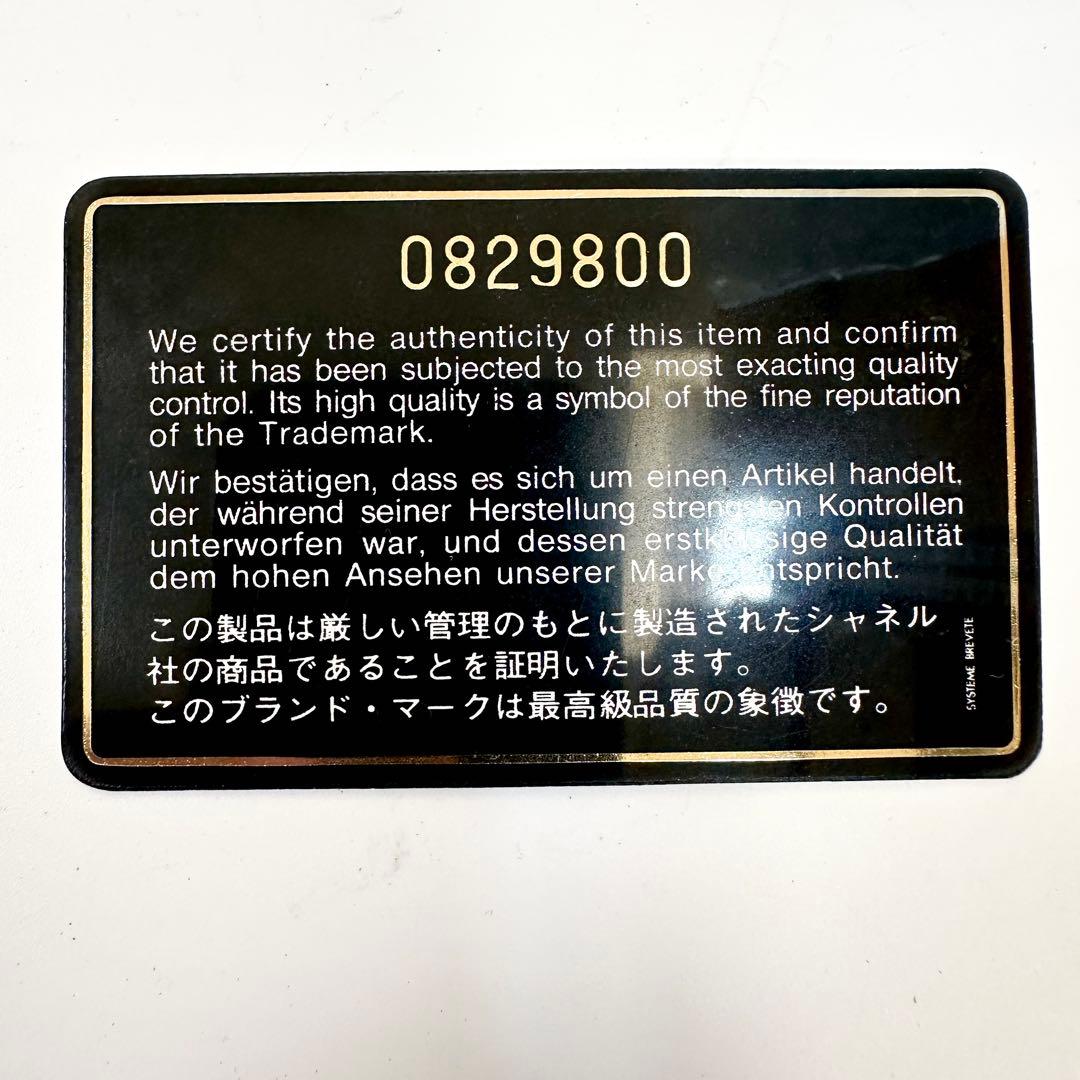 0829800
We certify the authenticity of this item and confirm
that it has been subjected to the most exacting quality
control. Its high quality is a symbol of the fine reputation
of the Trademark.
Wir bestätigen, dass es sich um einen Artikel handelt,
der während seiner Herstellung strengsten Kontrollen
unterworfen war, und dessen erstklassige Qualität
dem hohen Ansehen unserer Marke entspricht.
この製品は厳しい管理のもとに製造されたシャネル
社の商品であることを証明いたします。
このブランド・マークは最高級品質の象徴です。
SYSTEME BREVETE